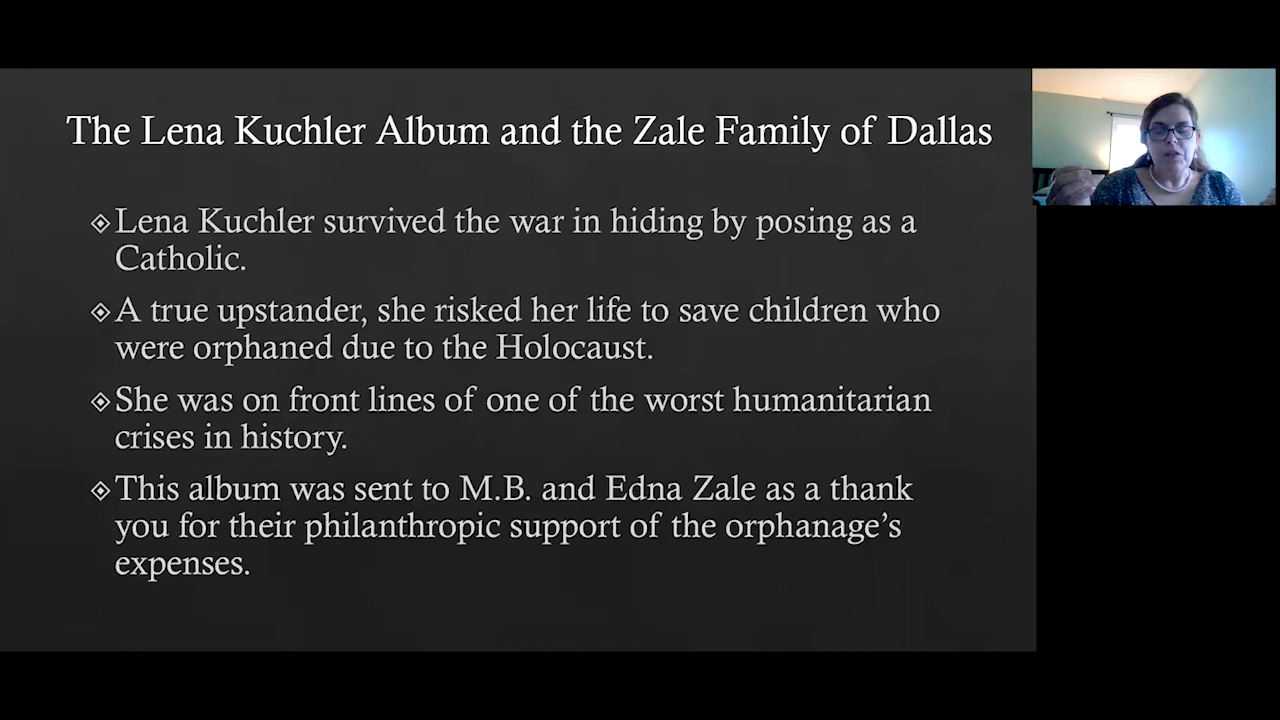 The Lena Kuchler Album and the Zale Family of Dallas
Lena Kuchler survived the war in hiding by posing as a
Catholic.
A true upstander, she risked her life to save children who
were orphaned due to the Holocaust.
She was on front lines of one of the worst humanitarian
crises in history.
This album was sent to M.B. and Edna Zale as a thank
you for their philanthropic support of the orphanage's
expenses.